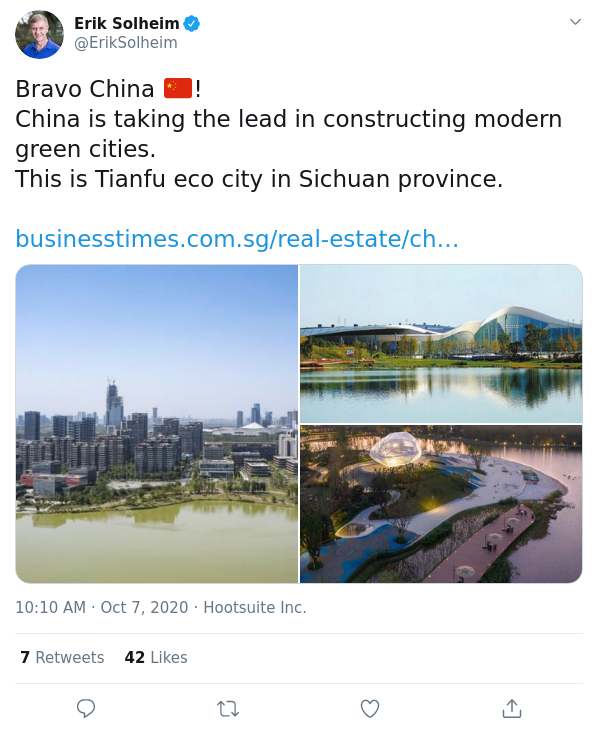 Erik Solheim
@ErikSolheim
Bravo China 🇨🇳!
China is taking the lead in constructing modern
green cities.
This is Tianfu eco city in Sichuan province.
businesstimes.com.sg/real-estate/ch…
10:10 AM · Oct 7, 2020 · Hootsuite Inc.
7 Retweets 42 Likes